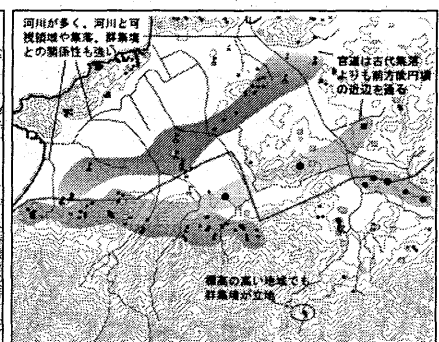 河川が多く、河川と可
視領域や集落、群集墳
との関係性も強い
官道は古代集落
よりも前方後円墳
の近辺を通る
標高の高い地域でも
群集墳が立地